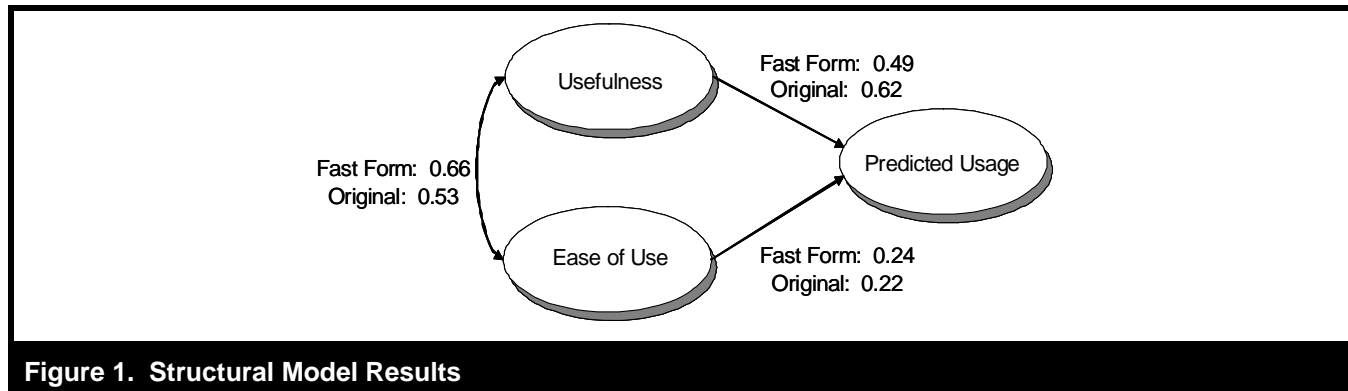 Usefulness
Fast Form: 0.49
Original: 0.62
Predicted Usage
Fast Form: 0.66
Original: 0.53
Ease of Use
Fast Form: 0.24
Original: 0.22
Figure 1. Structural Model Results